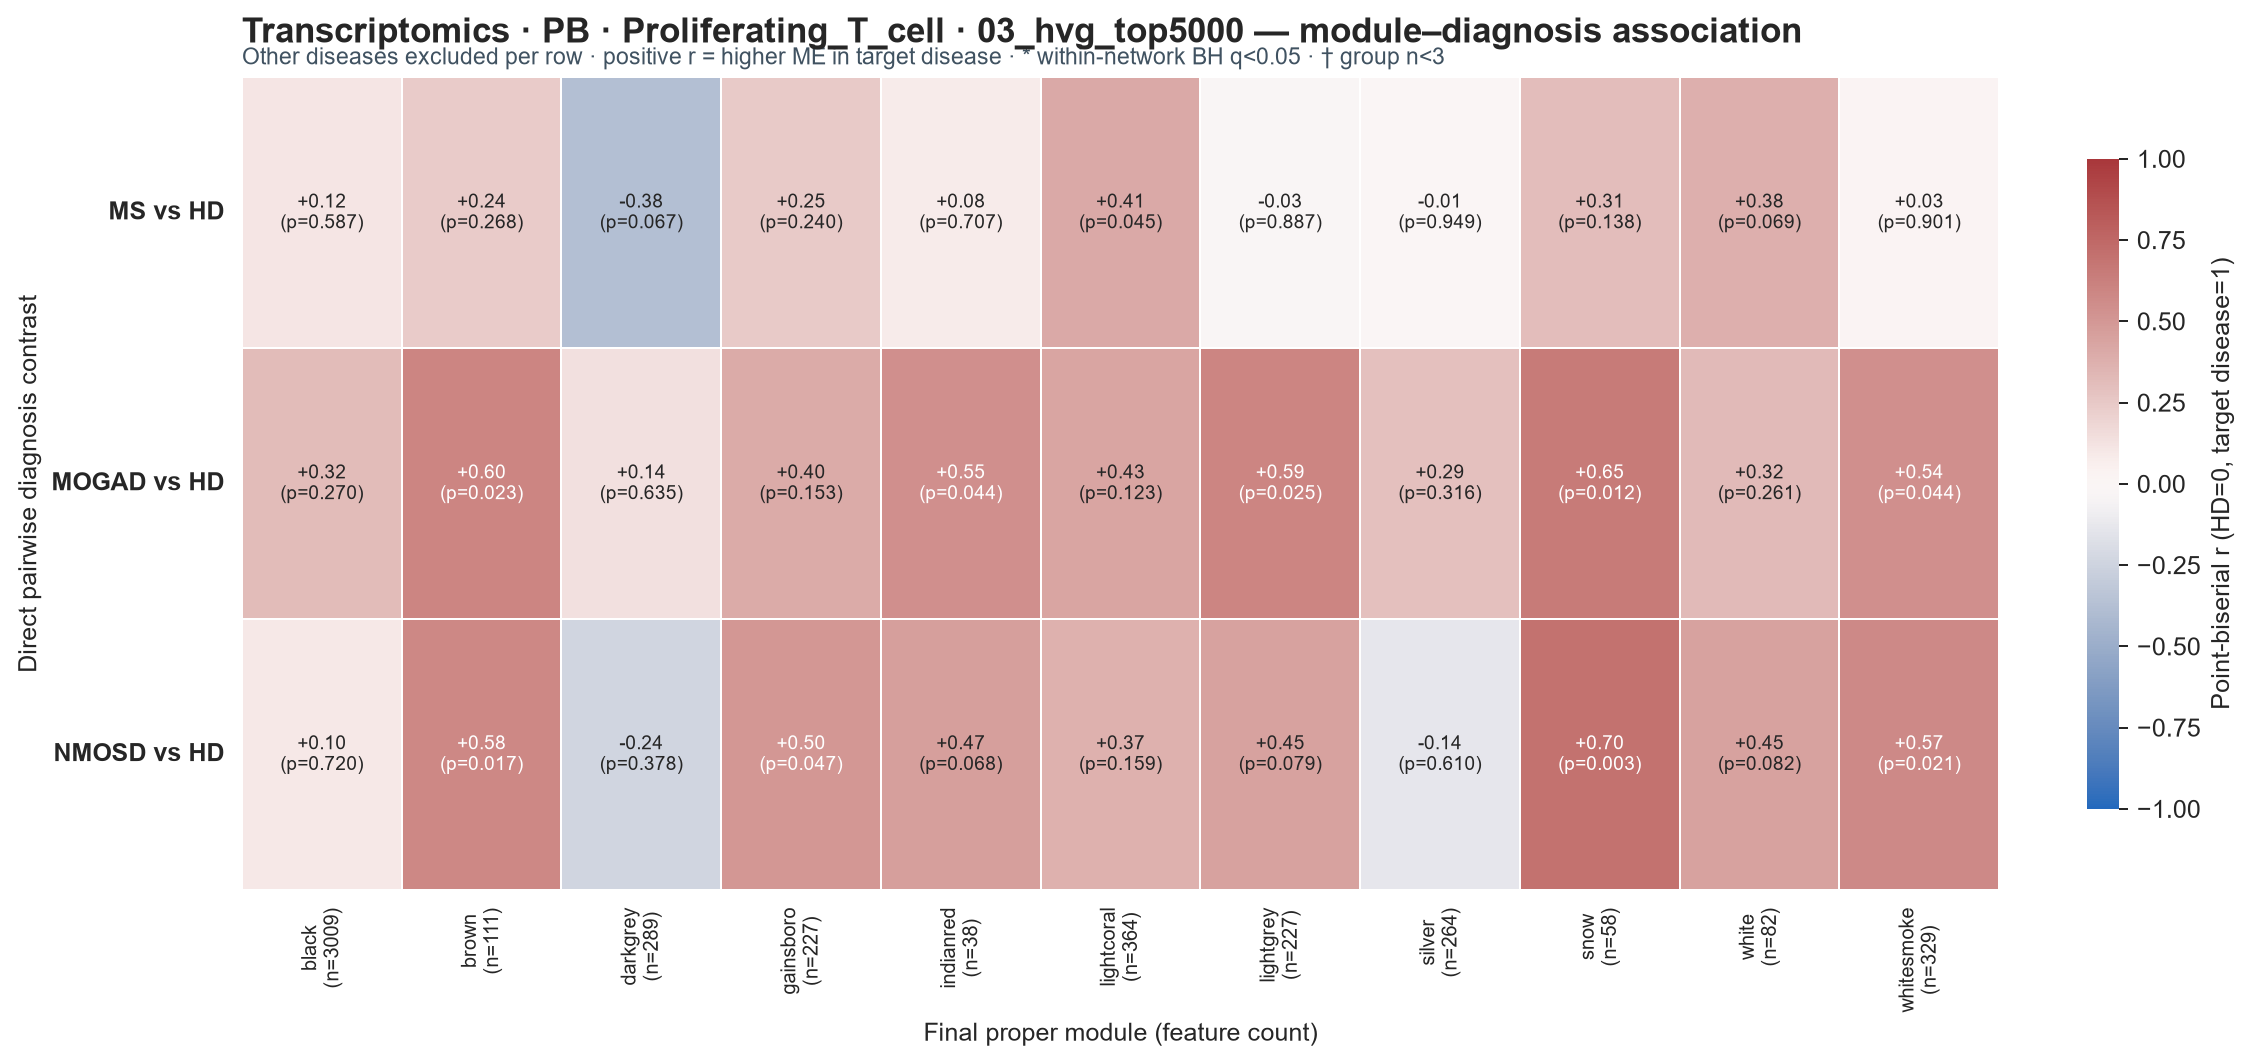 Transcriptomics · PB · Proliferating_T_cell · 03_hvg_top5000 — module–diagnosis association
Other diseases excluded per row · positive r = higher ME in target disease · * within-network BH q<0.05 · † group n<3
Direct pairwise diagnosis contrast
MS vs HD
+0.12
(p=0.587)
+0.24
(p=0.268)
-0.38
(p=0.067)
+0.25
(p=0.240)
+0.08
(p=0.707)
+0.41
(p=0.045)
-0.03
(p=0.887)
-0.01
(p=0.949)
+0.31
(p=0.138)
+0.38
(p=0.069)
+0.03
(p=0.901)
MOGAD vs HD
+0.32
(p=0.270)
+0.60
(p=0.023)
+0.14
(p=0.635)
+0.40
(p=0.153)
+0.55
(p=0.044)
+0.43
(p=0.123)
+0.59
(p=0.025)
+0.29
(p=0.316)
+0.65
(p=0.012)
+0.32
(p=0.261)
+0.54
(p=0.044)
NMOSD vs HD
+0.10
(p=0.720)
+0.58
(p=0.017)
-0.24
(p=0.378)
+0.50
(p=0.047)
+0.47
(p=0.068)
+0.37
(p=0.159)
+0.45
(p=0.079)
-0.14
(p=0.610)
+0.70
(p=0.003)
+0.45
(p=0.082)
+0.57
(p=0.021)
black
(n=3009)
brown
(n=111)
darkgrey
(n=289)
gainsboro
(n=227)
indianred
(n=38)
lightcoral
(n=364)
lightgrey
(n=227)
silver
(n=264)
snow
(n=58)
white
(n=82)
whitesmoke
(n=329)
Final proper module (feature count)
1.00
0.75
0.50
0.25
0.00
−0.25
−0.50
−0.75
−1.00
Point-biserial r (HD=0, target disease=1)